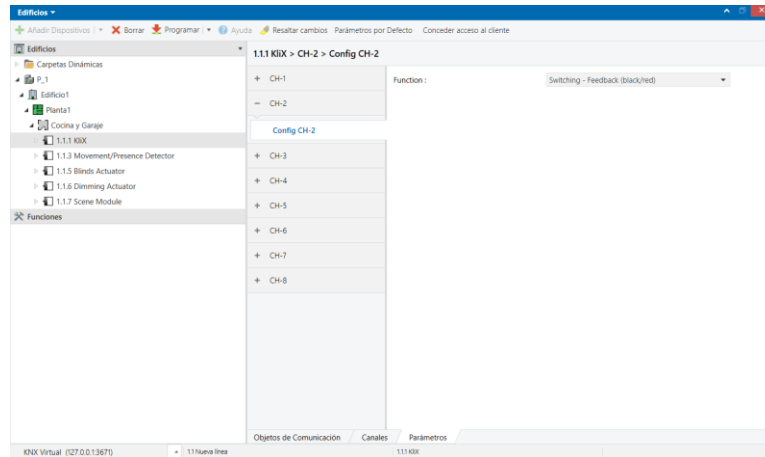 Edificios
Añadir Dispositivos Borrar Programar Ayuda Resaltar cambios Parámetros por Defecto Conceder acceso al cliente
Edificios
Carpetas Dinámicas
P_1
Edificio1
Planta1
Cocina y Garaje
1.1.1 KliX
1.1.3 Movement/Presence Detector
1.1.5 Blinds Actuator
1.1.6 Dimming Actuator
1.1.7 Scene Module
Funciones
1.1.1 KliX > CH-2 > Config CH-2
+ CH-1
− CH-2
Config CH-2
+ CH-3
+ CH-4
+ CH-5
+ CH-6
+ CH-7
+ CH-8
Function :
Switching - Feedback (black/red)
Objetos de Comunicación Canales Parámetros
KNX Virtual (127.0.0.1:3671) 1.1 Nueva línea 1.1.1 KliX